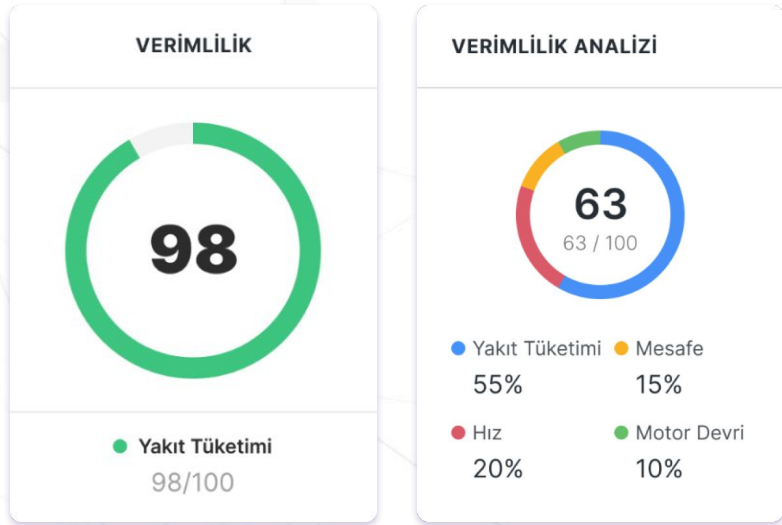 VERİMLİLİK
98
Yakıt Tüketimi
98/100
VERİMLİLİK ANALİZİ
63
63 / 100
Yakıt Tüketimi
55%
Mesafe
15%
Hız
20%
Motor Devri
10%